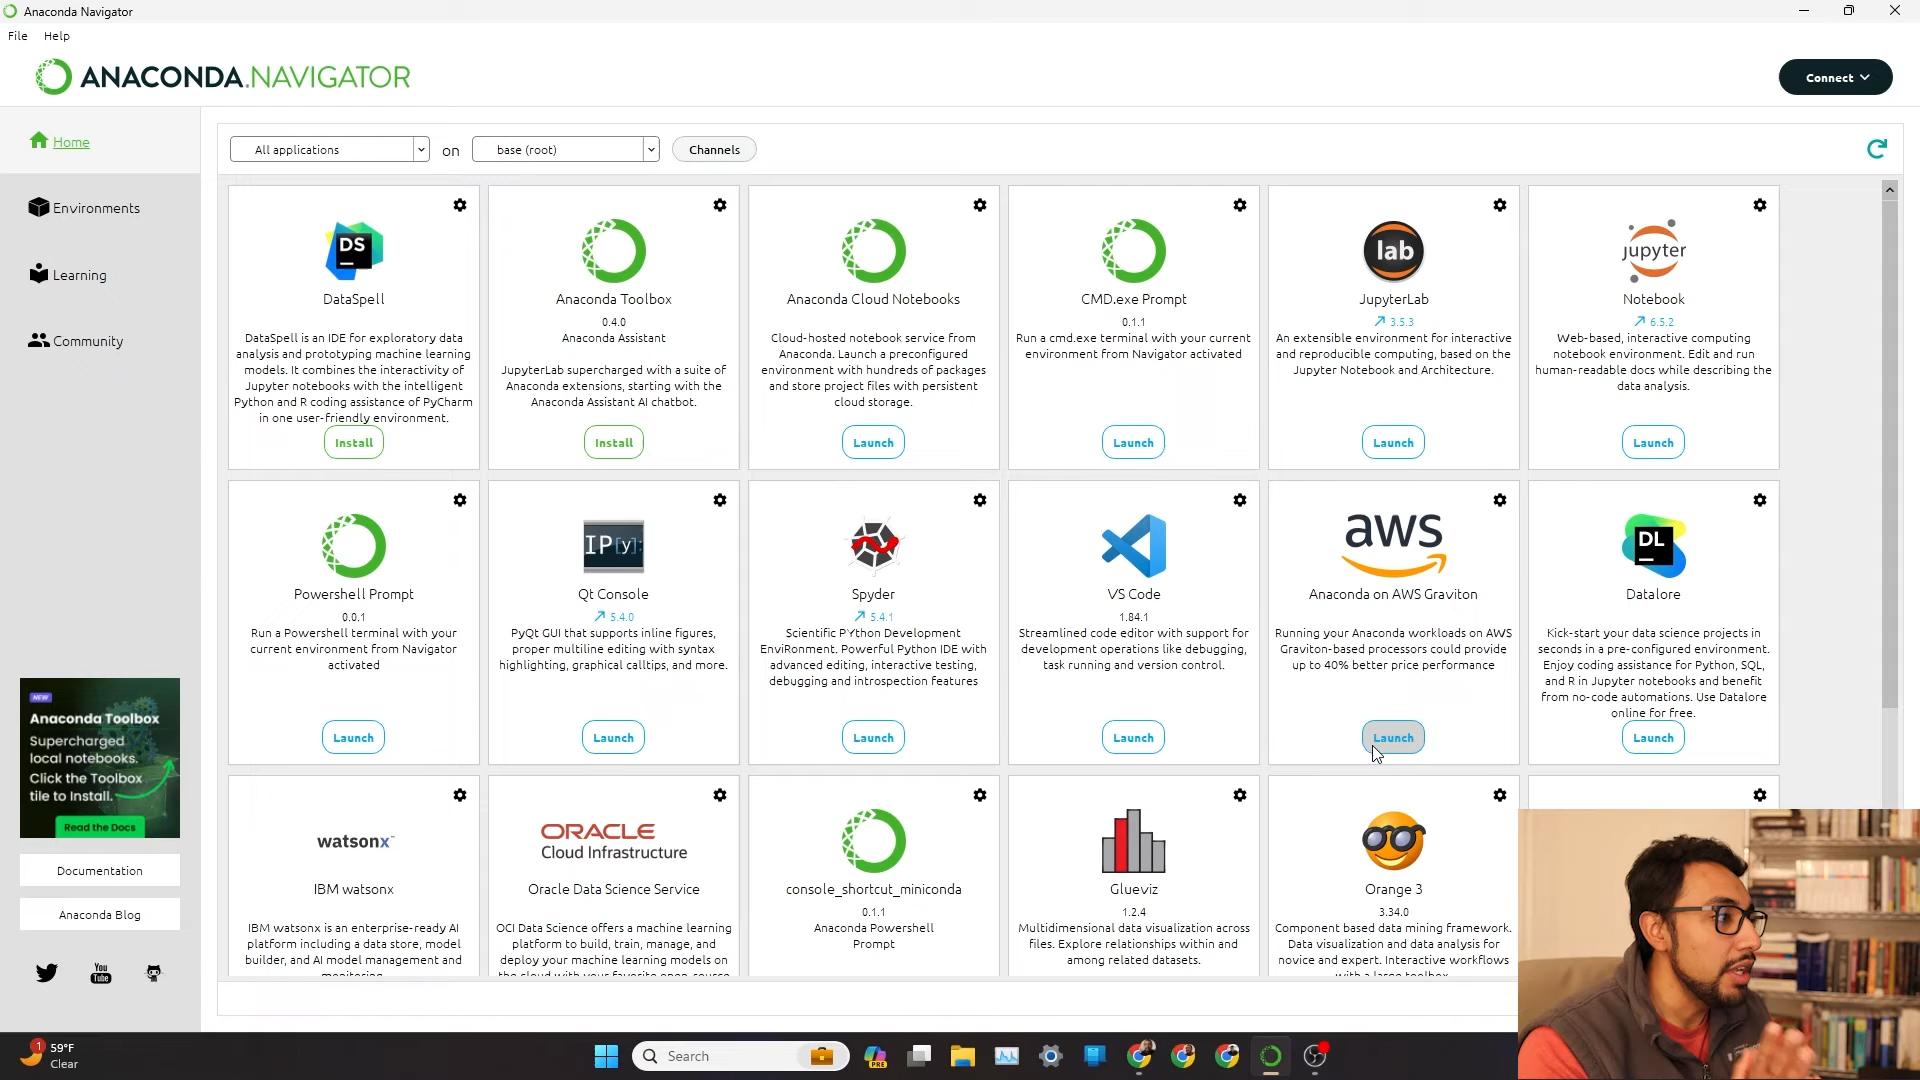 Anaconda Navigator
File Help
ANACONDA.NAVIGATOR
Connect
Home
All applications on base (root) Channels
Environments
Learning
Community
DS
DataSpell
DataSpell is an IDE for exploratory data
analysis and prototyping machine learning
models. It combines the interactivity of
Jupyter notebooks with the intelligent
Python and R coding assistance of PyCharm
in one user-friendly environment.
Install
Anaconda Toolbox
0.4.0
Anaconda Assistant
JupyterLab supercharged with a suite of
Anaconda extensions, starting with the
Anaconda Assistant AI chatbot.
Install
Anaconda Cloud Notebooks
Cloud-hosted notebook service from
Anaconda. Launch a preconfigured
environment with hundreds of packages
and store project files with persistent
cloud storage.
Launch
CMD.exe Prompt
0.1.1
Run a cmd.exe terminal with your current
environment from Navigator activated
Launch
lab
JupyterLab
3.5.3
An extensible environment for interactive
and reproducible computing, based on the
Jupyter Notebook and Architecture.
Launch
jupyter
Notebook
6.5.2
Web-based, interactive computing
notebook environment. Edit and run
human-readable docs while describing the
data analysis.
Launch
Powershell Prompt
0.0.1
Run a Powershell terminal with your
current environment from Navigator
activated
Launch
IP[y]:
Qt Console
5.4.0
PyQt GUI that supports inline figures,
proper multiline editing with syntax
highlighting, graphical calltips, and more.
Launch
Spyder
5.4.1
Scientific PYthon Development
EnviRonment. Powerful Python IDE with
advanced editing, interactive testing,
debugging and introspection features
Launch
VS Code
1.84.1
Streamlined code editor with support for
development operations like debugging,
task running and version control.
Launch
aws
Anaconda on AWS Graviton
Running your Anaconda workloads on AWS
Graviton-based processors could provide
up to 40% better price performance
Launch
DL
Datalore
Kick-start your data science projects in
seconds in a pre-configured environment.
Enjoy coding assistance for Python, SQL,
and R in Jupyter notebooks and benefit
from no-code automations. Use Datalore
online for free.
Launch
watsonx
IBM watsonx
IBM watsonx is an enterprise-ready AI
platform including a data store, model
builder, and AI model management and
monitoring
ORACLE
Cloud Infrastructure
Oracle Data Science Service
OCI Data Science offers a machine learning
platform to build, train, manage, and
deploy your machine learning models on
the cloud with your favorite open-source
console_shortcut_miniconda
0.1.1
Anaconda Powershell
Prompt
Glueviz
1.2.4
Multidimensional data visualization across
files. Explore relationships within and
among related datasets.
Orange 3
3.34.0
Component based data mining framework.
Data visualization and data analysis for
novice and expert. Interactive workflows
with a large toolbox.
NEW
Anaconda Toolbox
Supercharged
local notebooks.
Click the Toolbox
tile to install.
Read the Docs
Documentation
Anaconda Blog
You
Tube
1
59°F
Clear
Search
PRE